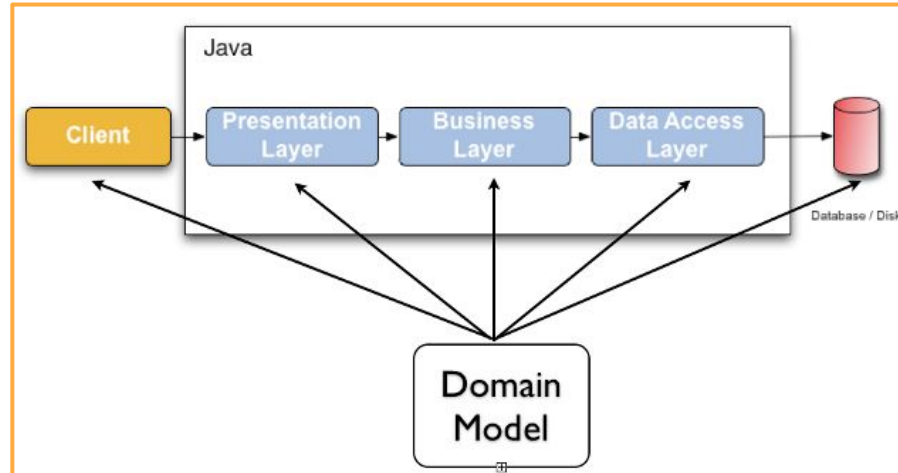 Java
Client
Presentation
Layer
Business
Layer
Data Access
Layer
Database / Disk
Domain
Model